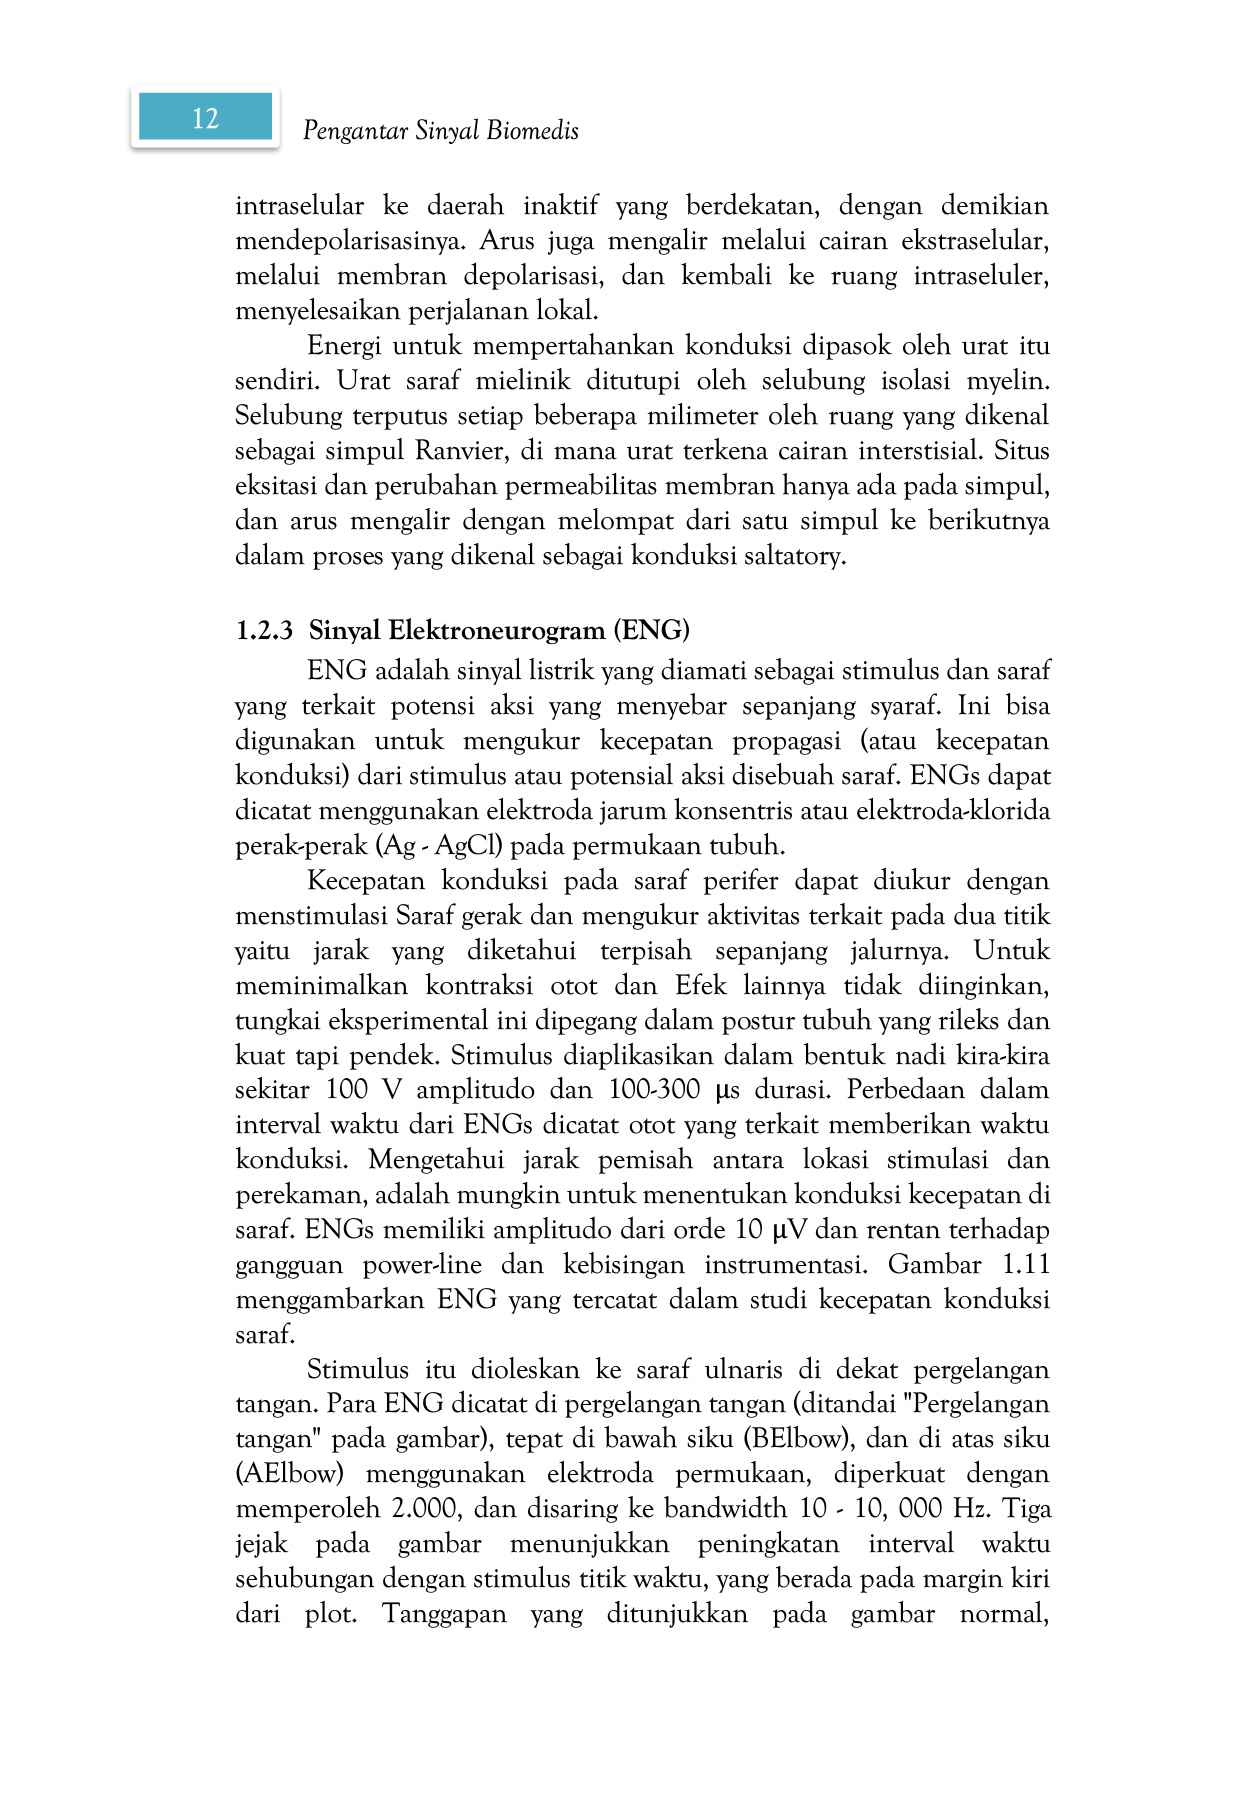 12
Pengantar Sinyal Biomedis
intraselular ke daerah inaktif yang berdekatan, dengan demikian
mendepolarisasinya. Arus juga mengalir melalui cairan ekstraselular,
melalui membran depolarisasi, dan kembali ke ruang intraseluler,
menyelesaikan perjalanan lokal.
Energi untuk mempertahankan konduksi dipasok oleh urat itu
sendiri. Urat saraf mielinik ditutupi oleh selubung isolasi myelin.
Selubung terputus setiap beberapa milimeter oleh ruang yang dikenal
sebagai simpul Ranvier, di mana urat terkena cairan interstisial. Situs
eksitasi dan perubahan permeabilitas membran hanya ada pada simpul,
dan arus mengalir dengan melompat dari satu simpul ke berikutnya
dalam proses yang dikenal sebagai konduksi saltatory.
1.2.3 Sinyal Elektroneurogram (ENG)
ENG adalah sinyal listrik yang diamati sebagai stimulus dan saraf
yang terkait potensi aksi yang menyebar sepanjang syaraf. Ini bisa
digunakan untuk mengukur kecepatan propagasi (atau kecepatan
konduksi) dari stimulus atau potensial aksi disebuah saraf. ENGs dapat
dicatat menggunakan elektroda jarum konsentris atau elektroda-klorida
perak-perak (Ag - AgCl) pada permukaan tubuh.
Kecepatan konduksi pada saraf perifer dapat diukur dengan
menstimulasi Saraf gerak dan mengukur aktivitas terkait pada dua titik
yaitu jarak yang diketahui terpisah sepanjang jalurnya. Untuk
meminimalkan kontraksi otot dan Efek lainnya tidak diinginkan,
tungkai eksperimental ini dipegang dalam postur tubuh yang rileks dan
kuat tapi pendek. Stimulus diaplikasikan dalam bentuk nadi kira-kira
sekitar 100 V amplitudo dan 100-300 µs durasi. Perbedaan dalam
interval waktu dari ENGs dicatat otot yang terkait memberikan waktu
konduksi. Mengetahui jarak pemisah antara lokasi stimulasi dan
perekaman, adalah mungkin untuk menentukan konduksi kecepatan di
saraf. ENGs memiliki amplitudo dari orde 10 µV dan rentan terhadap
gangguan power-line dan kebisingan instrumentasi. Gambar 1.11
menggambarkan ENG yang tercatat dalam studi kecepatan konduksi
saraf.
Stimulus itu dioleskan ke saraf ulnaris di dekat pergelangan
tangan. Para ENG dicatat di pergelangan tangan (ditandai "Pergelangan
tangan" pada gambar), tepat di bawah siku (BElbow), dan di atas siku
(AElbow) menggunakan elektroda permukaan, diperkuat dengan
memperoleh 2.000, dan disaring ke bandwidth 10 - 10, 000 Hz. Tiga
jejak pada gambar menunjukkan peningkatan interval waktu
sehubungan dengan stimulus titik waktu, yang berada pada margin kiri
dari plot. Tanggapan yang ditunjukkan pada gambar normal,